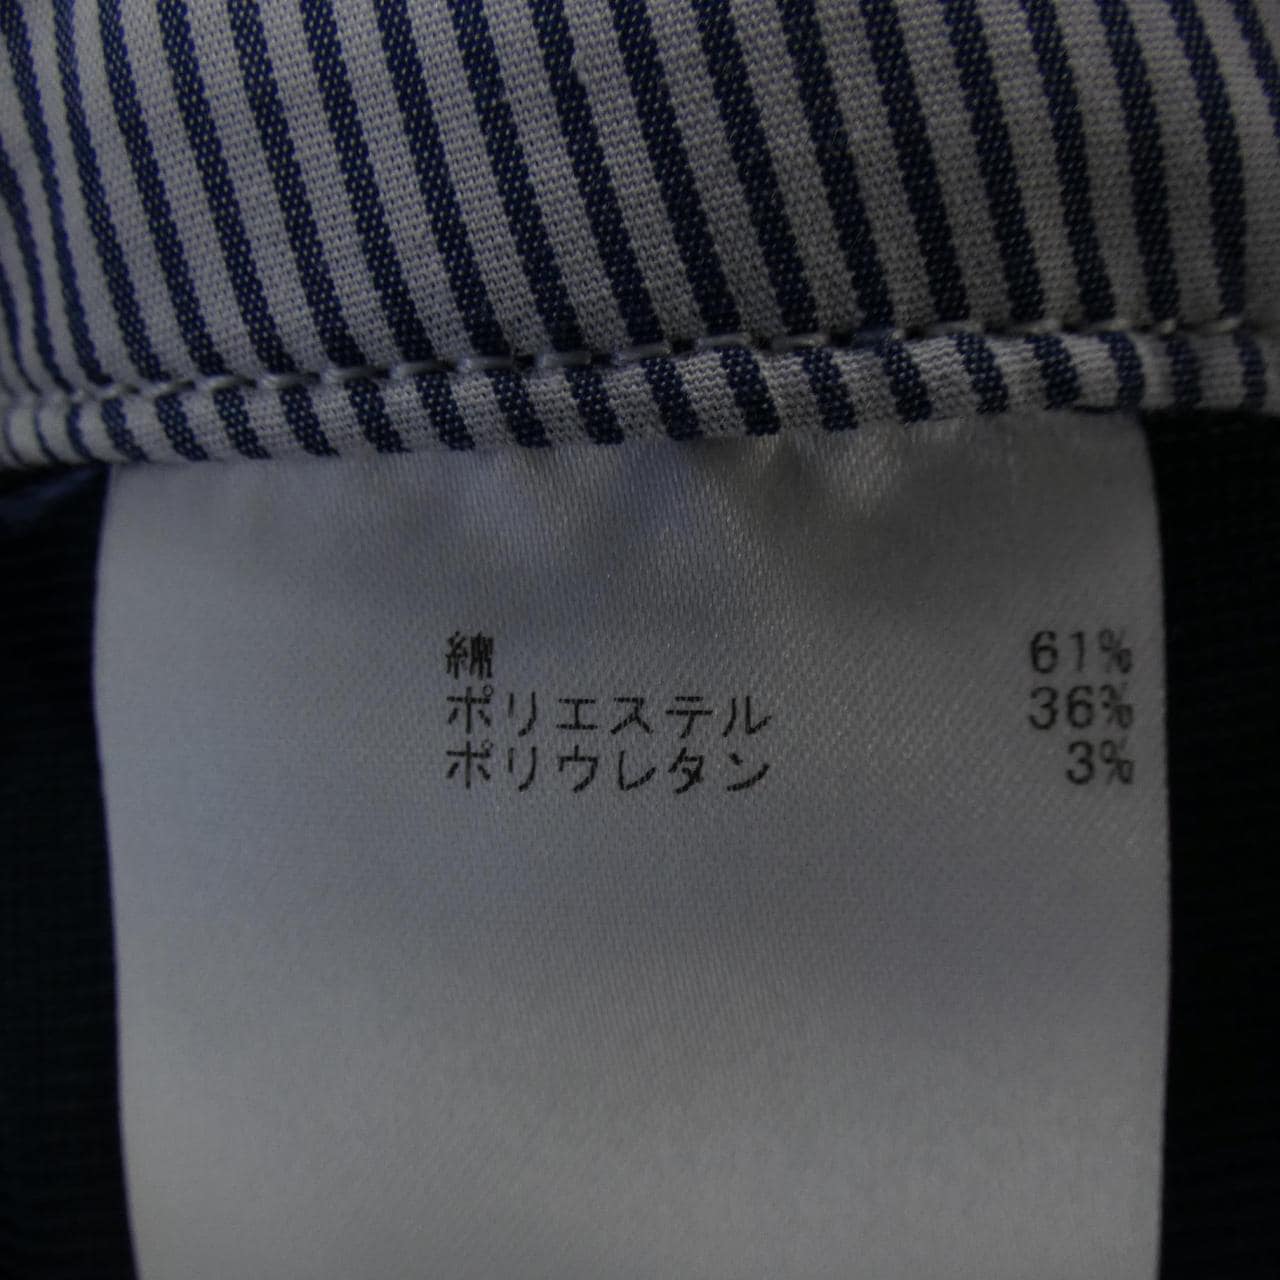 綿 61%
ポリエステル 36%
ポリウレタン 3%